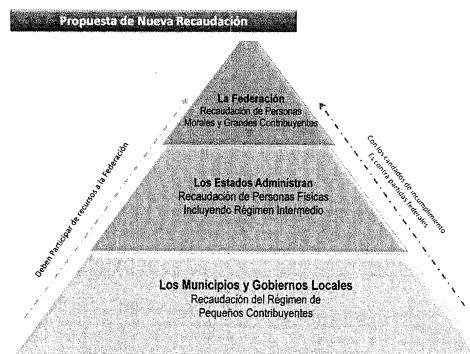 Propuesta de Nueva Recaudación
La Federación
Recaudación de Personas
Morales y Grandes Contribuyentes
Los Estados Administran
Recaudación de Personas Físicas
Incluyendo Régimen Intermedio
Los Municipios y Gobiernos Locales
Recaudación del Régimen de
Pequeños Contribuyentes
Deben Participar de recursos a la Federación
Con los candados de incumplimiento
Es contra partidas federales